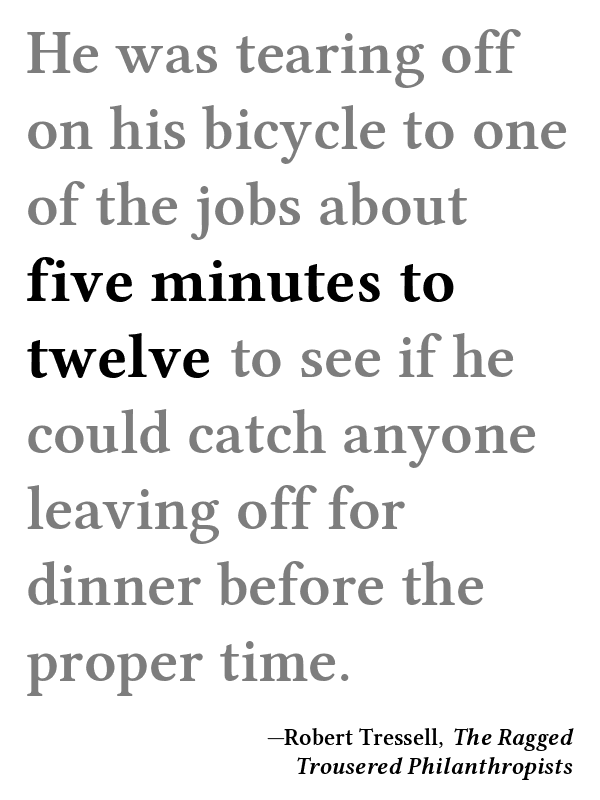 He was tearing off
on his bicycle to one
of the jobs about
five minutes to
twelve to see if he
could catch anyone
leaving off for
dinner before the
proper time.
—Robert Tressell, The Ragged
Trousered Philanthropists